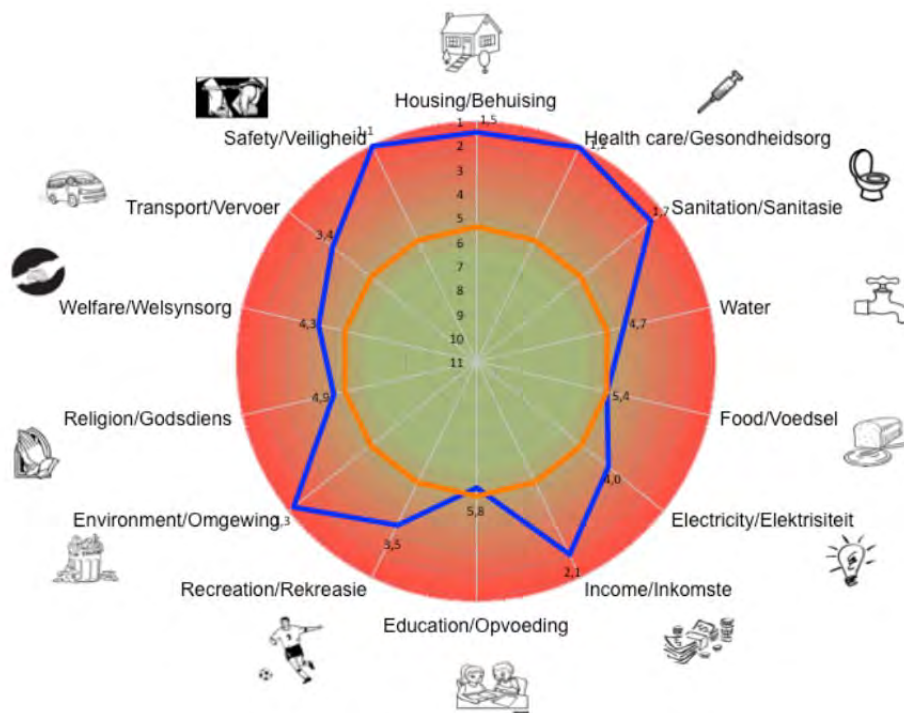 Housing/Behuising
1,5
Health care/Gesondheidsorg
1,2
Sanitation/Sanitasie
1,7
Water
4,7
Food/Voedsel
5,4
Electricity/Elektrisiteit
4,0
Income/Inkomste
2,1
Education/Opvoeding
5,8
Recreation/Rekreasie
3,5
Environment/Omgewing
,3
Religion/Godsdiens
4,9
Welfare/Welsynsorg
4,3
Transport/Vervoer
3,4
Safety/Veiligheid
1,1
1
2
4
5
6
7
8
9
10
11